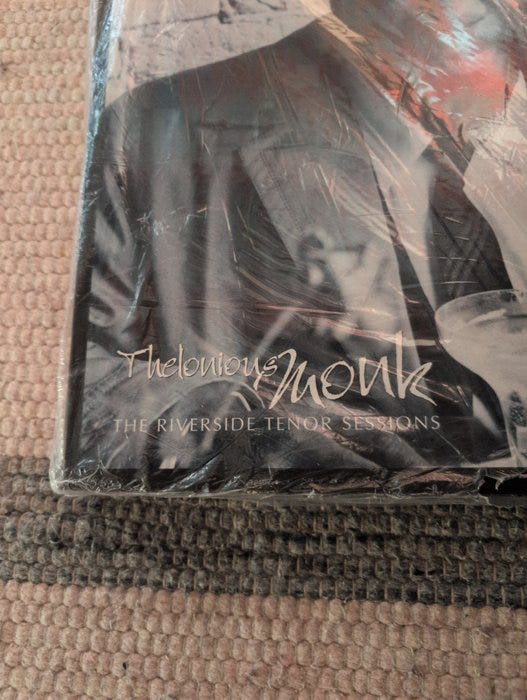 Thelonious Monk
THE RIVERSIDE TENOR SESSIONS